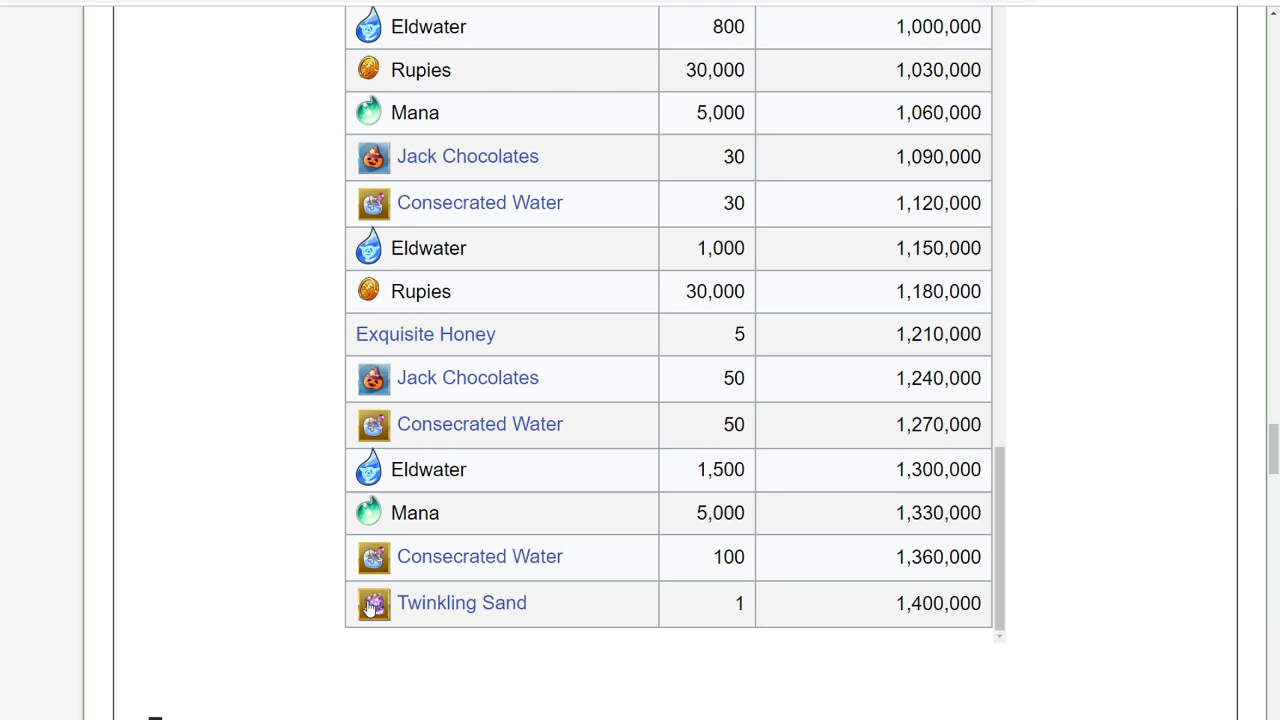 Eldwater 800 1,000,000
Rupies 30,000 1,030,000
Mana 5,000 1,060,000
Jack Chocolates 30 1,090,000
Consecrated Water 30 1,120,000
Eldwater 1,000 1,150,000
Rupies 30,000 1,180,000
Exquisite Honey 5 1,210,000
Jack Chocolates 50 1,240,000
Consecrated Water 50 1,270,000
Eldwater 1,500 1,300,000
Mana 5,000 1,330,000
Consecrated Water 100 1,360,000
Twinkling Sand 1 1,400,000